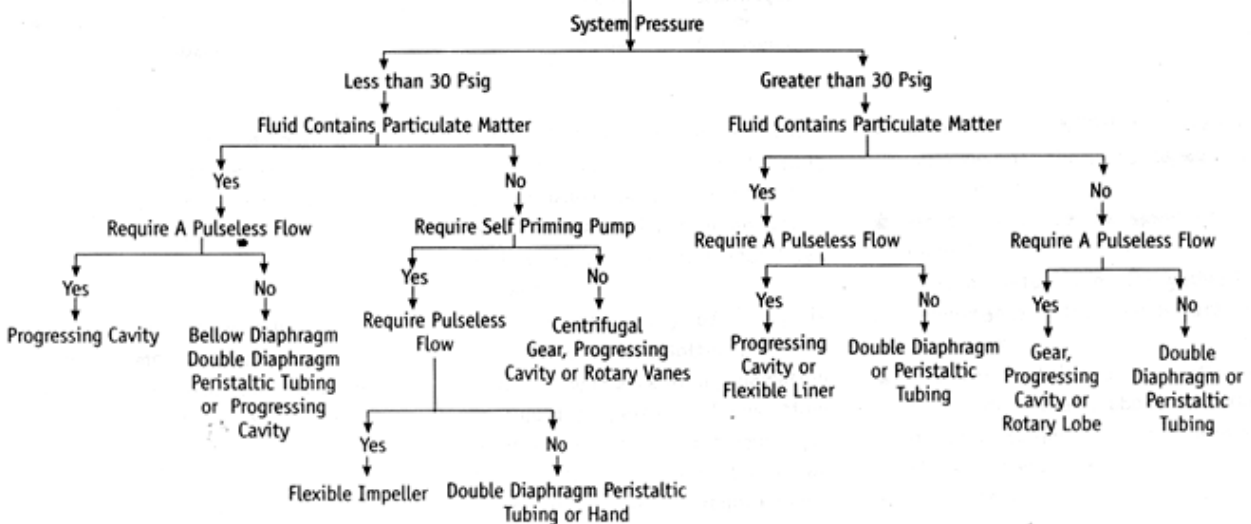 System Pressure
Less than 30 Psig
Greater than 30 Psig
Fluid Contains Particulate Matter
Fluid Contains Particulate Matter
Yes
No
Yes
No
Require A Pulseless Flow
Require Self Priming Pump
Require A Pulseless Flow
Require A Pulseless Flow
Yes
No
Yes
No
Yes
No
Yes
No
Progressing Cavity
Bellow Diaphragm
Double Diaphragm
Peristaltic Tubing
or Progressing
Cavity
Require Pulseless
Flow
Centrifugal
Gear, Progressing
Cavity or Rotary Vanes
Progressing
Cavity or
Flexible Liner
Double Diaphragm
or Peristaltic
Tubing
Gear,
Progressing
Cavity or
Rotary Lobe
Double
Diaphragm or
Peristaltic
Tubing
Yes
No
Flexible Impeller
Double Diaphragm Peristaltic
Tubing or Hand